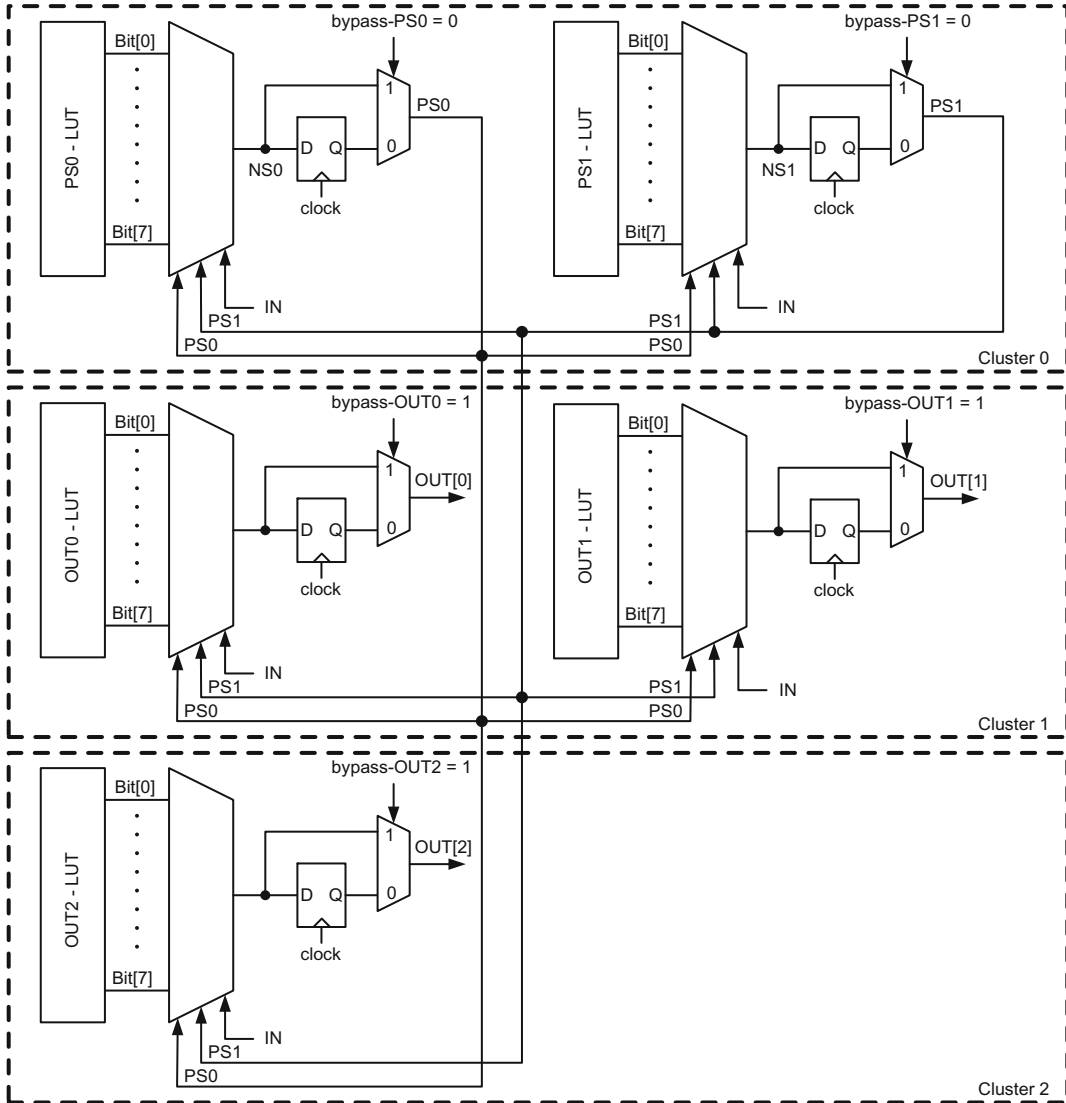 bypass-PS0 = 0
PS0 - LUT
Bit[0]
Bit[7]
1
0
PS0
NS0
D Q
clock
IN
PS1
PS0
bypass-PS1 = 0
PS1 - LUT
Bit[0]
Bit[7]
1
0
PS1
NS1
D Q
clock
IN
PS1
PS0
Cluster 0
bypass-OUT0 = 1
OUT0 - LUT
Bit[0]
Bit[7]
1
0
OUT[0]
D Q
clock
IN
PS1
PS0
bypass-OUT1 = 1
OUT1 - LUT
Bit[0]
Bit[7]
1
0
OUT[1]
D Q
clock
IN
PS1
PS0
Cluster 1
bypass-OUT2 = 1
OUT2 - LUT
Bit[0]
Bit[7]
1
0
OUT[2]
D Q
clock
IN
PS1
PS0
Cluster 2